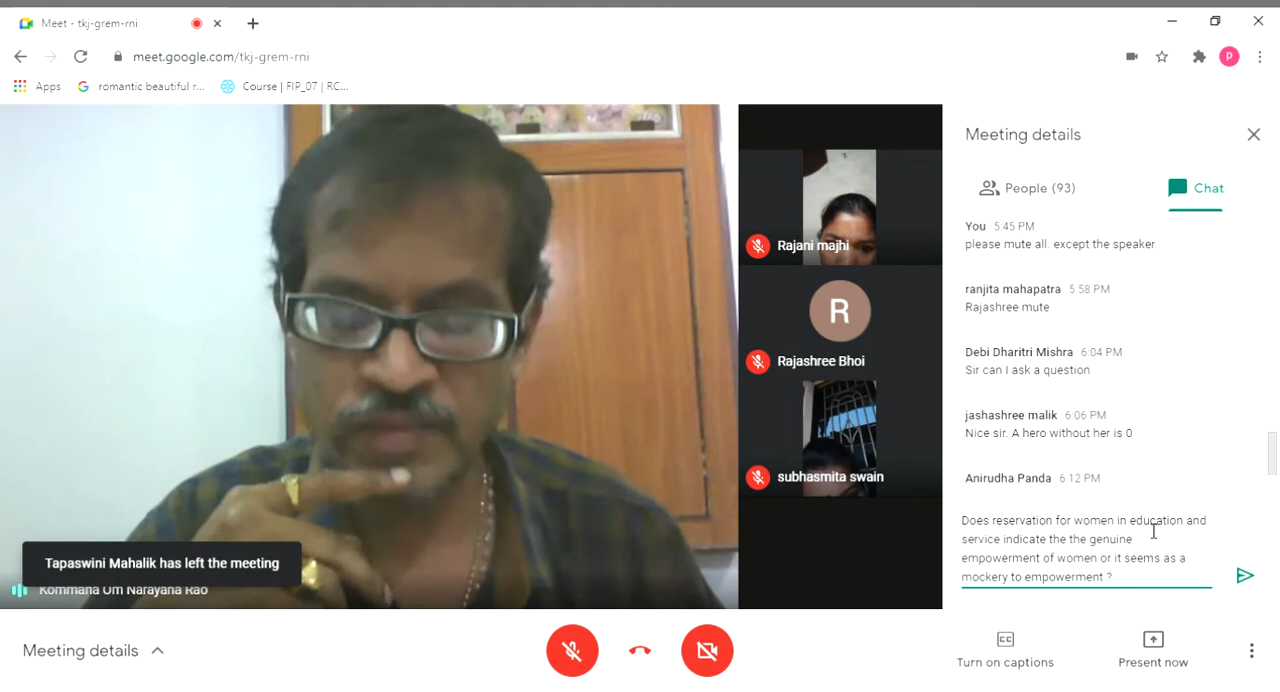 Meet - tkj-grem-rni
meet.google.com/tkj-grem-rni
P
Apps
romantic beautiful r...
Course | FIP_07 | RC...
Rajani majhi
R
Rajashree Bhoi
subhasmita swain
Tapaswini Mahalik has left the meeting
Kommana Um Narayana Rao
Meeting details
People (93)
Chat
You 5:45 PM
please mute all. except the speaker
ranjita mahapatra 5:58 PM
Rajashree mute
Debi Dharitri Mishra 6:04 PM
Sir can I ask a question
jashashree malik 6:06 PM
Nice sir. A hero without her is 0
Anirudha Panda 6:12 PM
Does reservation for women in education and
service indicate the the genuine
empowerment of women or it seems as a
mockery to empowerment ?
Meeting details
CC
Turn on captions
Present now